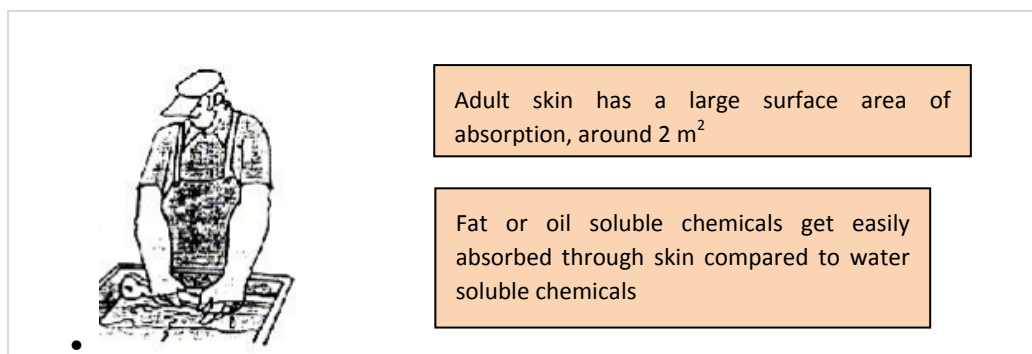 Adult skin has a large surface area of
absorption, around 2 m²
Fat or oil soluble chemicals get easily
absorbed through skin compared to water
soluble chemicals